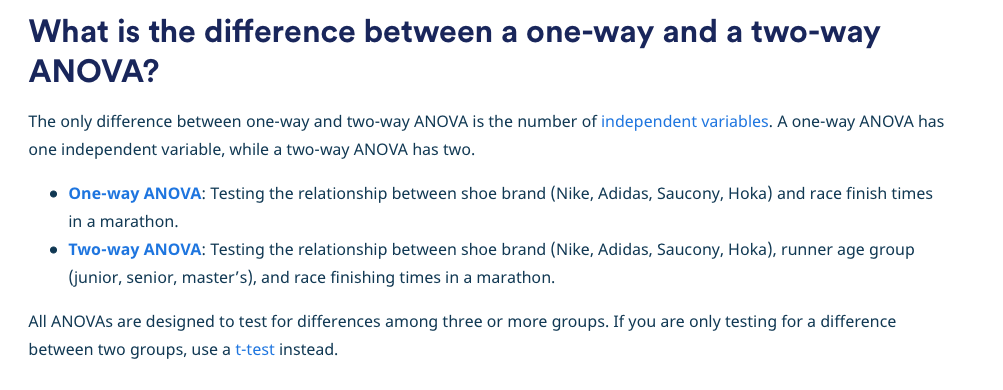 What is the difference between a one-way and a two-way
ANOVA?
The only difference between one-way and two-way ANOVA is the number of independent variables. A one-way ANOVA has
one independent variable, while a two-way ANOVA has two.
● One-way ANOVA: Testing the relationship between shoe brand (Nike, Adidas, Saucony, Hoka) and race finish times
in a marathon.
● Two-way ANOVA: Testing the relationship between shoe brand (Nike, Adidas, Saucony, Hoka), runner age group
(junior, senior, master’s), and race finishing times in a marathon.
All ANOVAs are designed to test for differences among three or more groups. If you are only testing for a difference
between two groups, use a t-test instead.